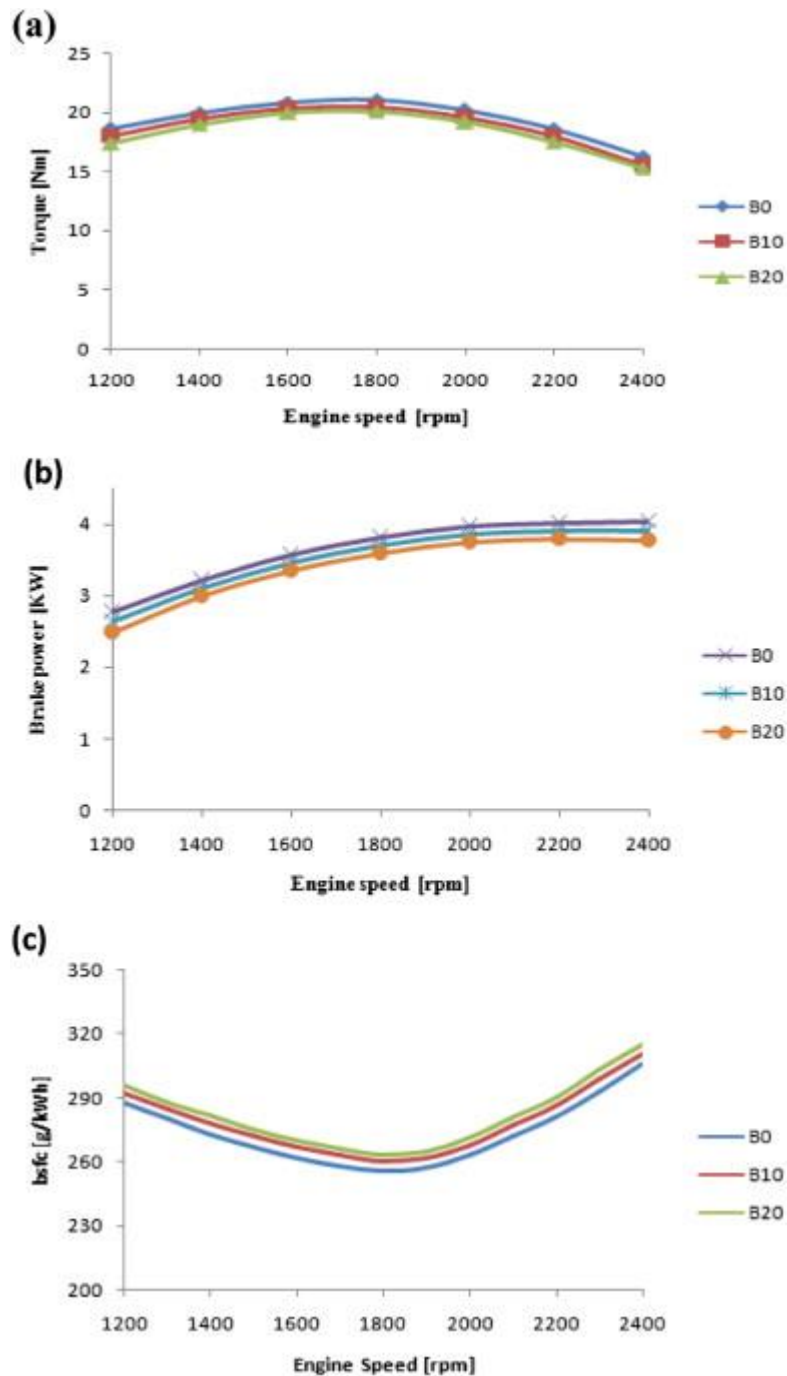 (a)
25
20
15
10
5
0
Torque [Nm]
1200 1400 1600 1800 2000 2200 2400
Engine speed [rpm]
B0
B10
B20
(b)
4
3
2
1
0
Brake power [KW]
1200 1400 1600 1800 2000 2200 2400
Engine speed [rpm]
B0
B10
B20
(c)
350
320
290
260
230
200
bsfc [g/kWh]
1200 1400 1600 1800 2000 2200 2400
Engine Speed [rpm]
B0
B10
B20